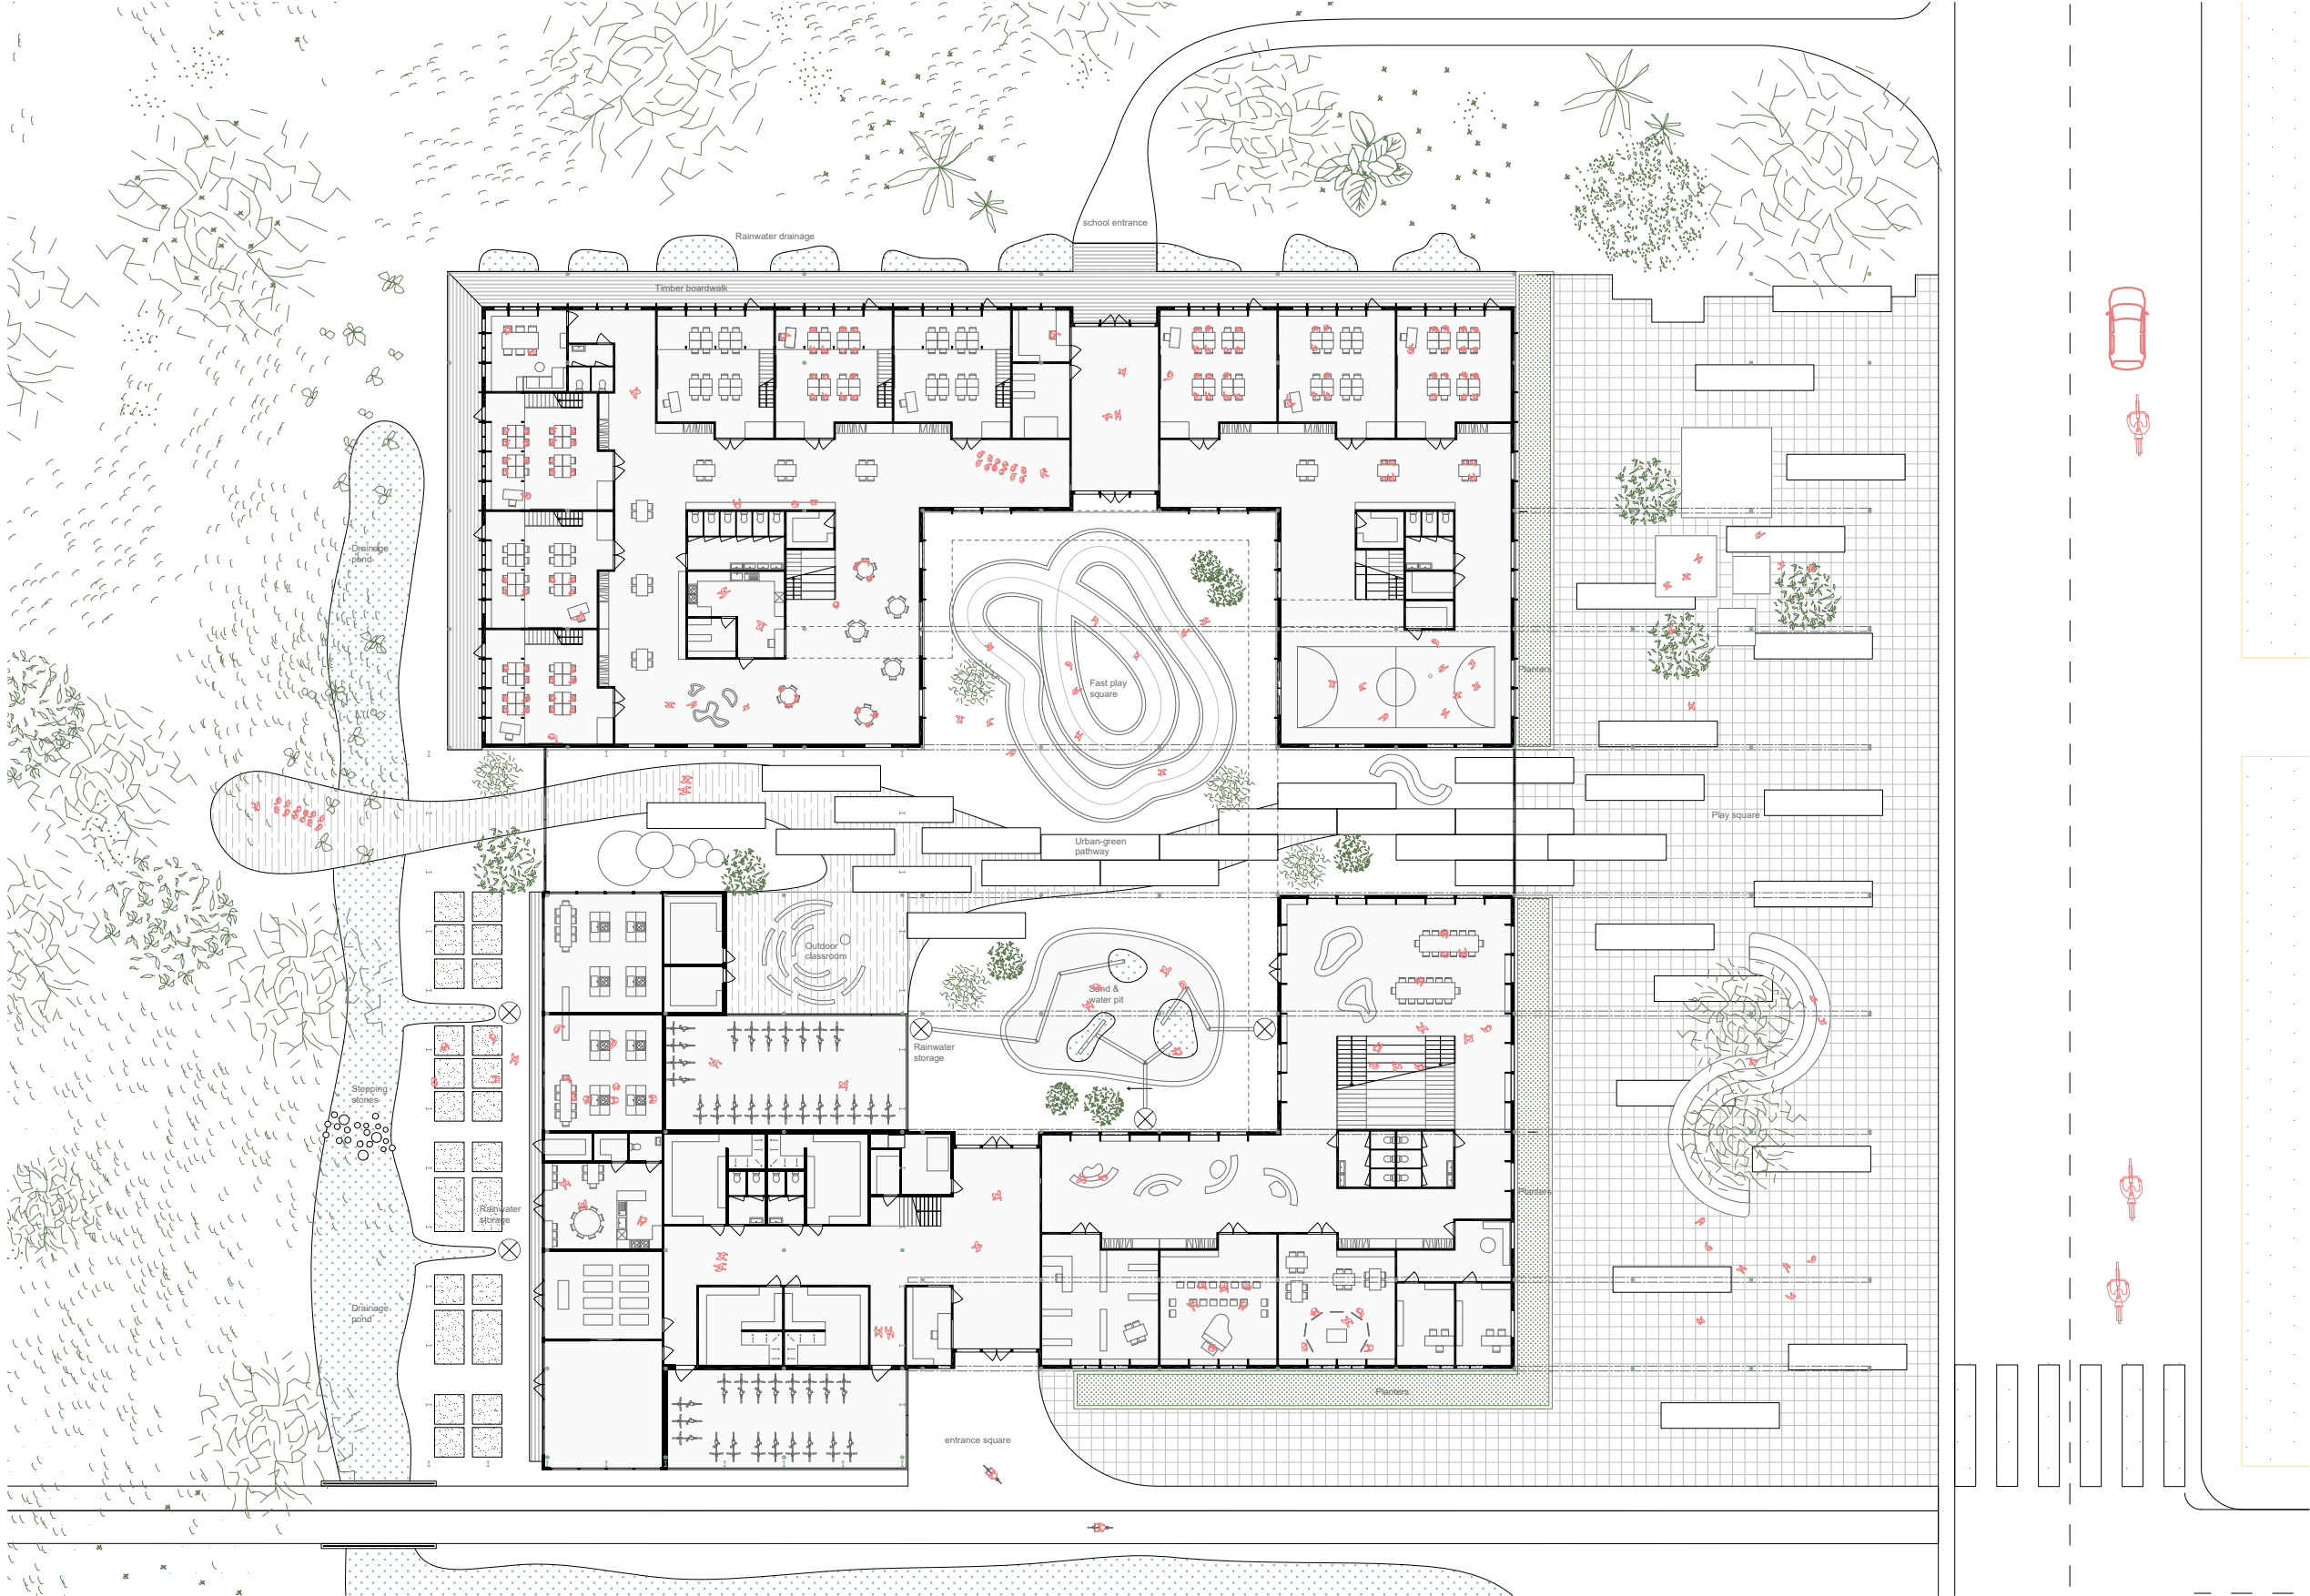 school entrance
Rainwater drainage
Timber boardwalk
Drainage
pond
Planters
Fast play
square
Play square
Urban-green
pathway
Outdoor
classroom
Sand &
water pit
Rainwater
storage
Stepping
stones
Planters
Rainwater
storage
Drainage
pond
Planters
entrance square